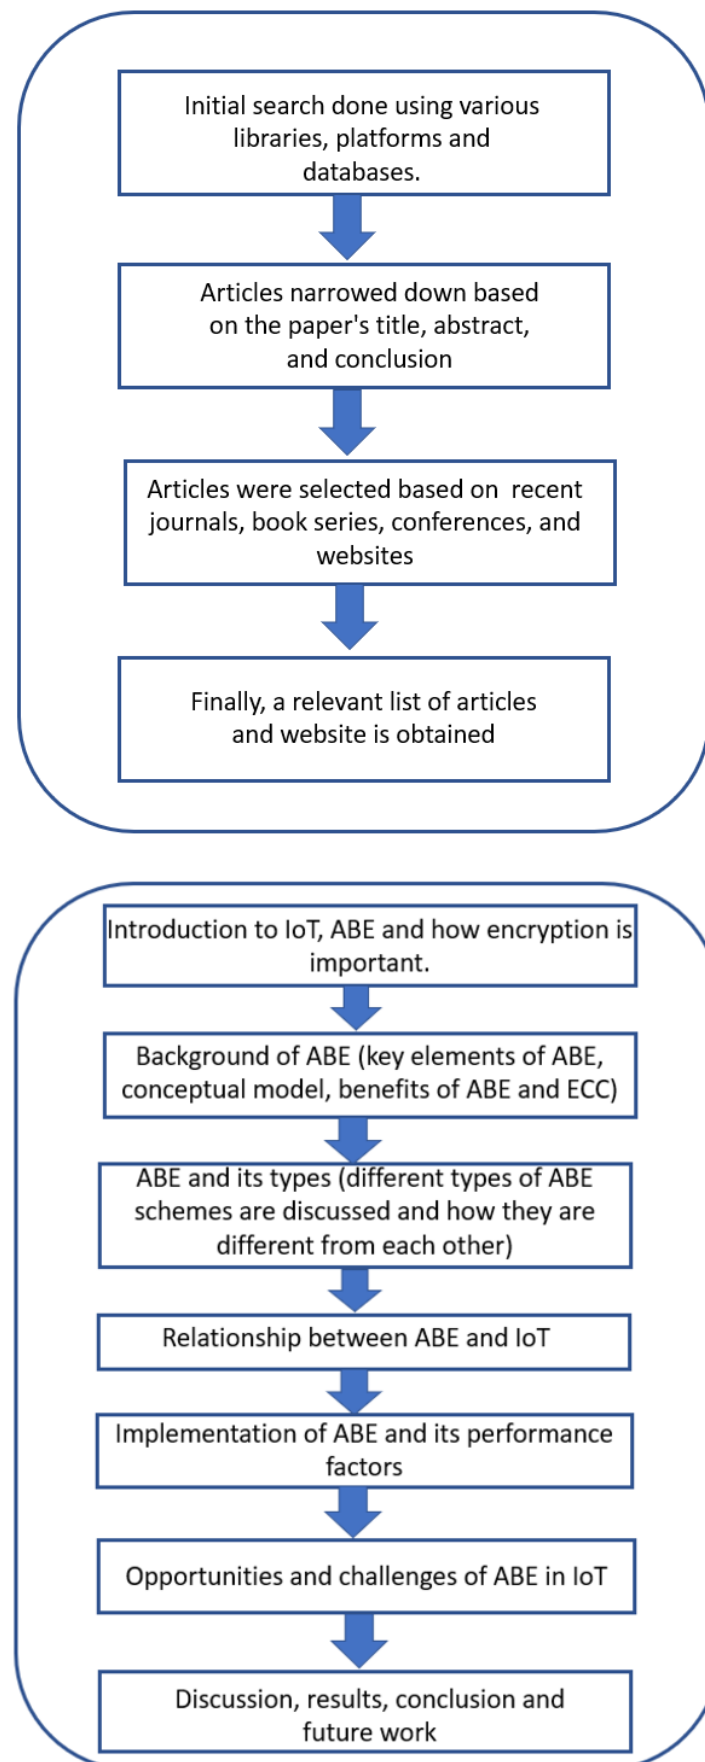 Initial search done using various
libraries, platforms and
databases.
Articles narrowed down based
on the paper's title, abstract,
and conclusion
Articles were selected based on recent
journals, book series, conferences, and
websites
Finally, a relevant list of articles
and website is obtained
Introduction to IoT, ABE and how encryption is
important.
Background of ABE (key elements of ABE,
conceptual model, benefits of ABE and ECC)
ABE and its types (different types of ABE
schemes are discussed and how they are
different from each other)
Relationship between ABE and IoT
Implementation of ABE and its performance
factors
Opportunities and challenges of ABE in IoT
Discussion, results, conclusion and
future work